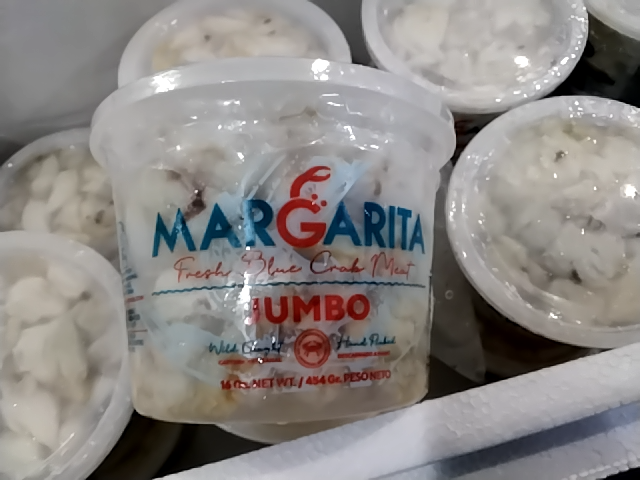 MARGARITA
Fresh Blue Crab Meat
JUMBO
Wild Caught Hand Picked
16 Oz. NET WT. / 454 Gr. PESO NETO